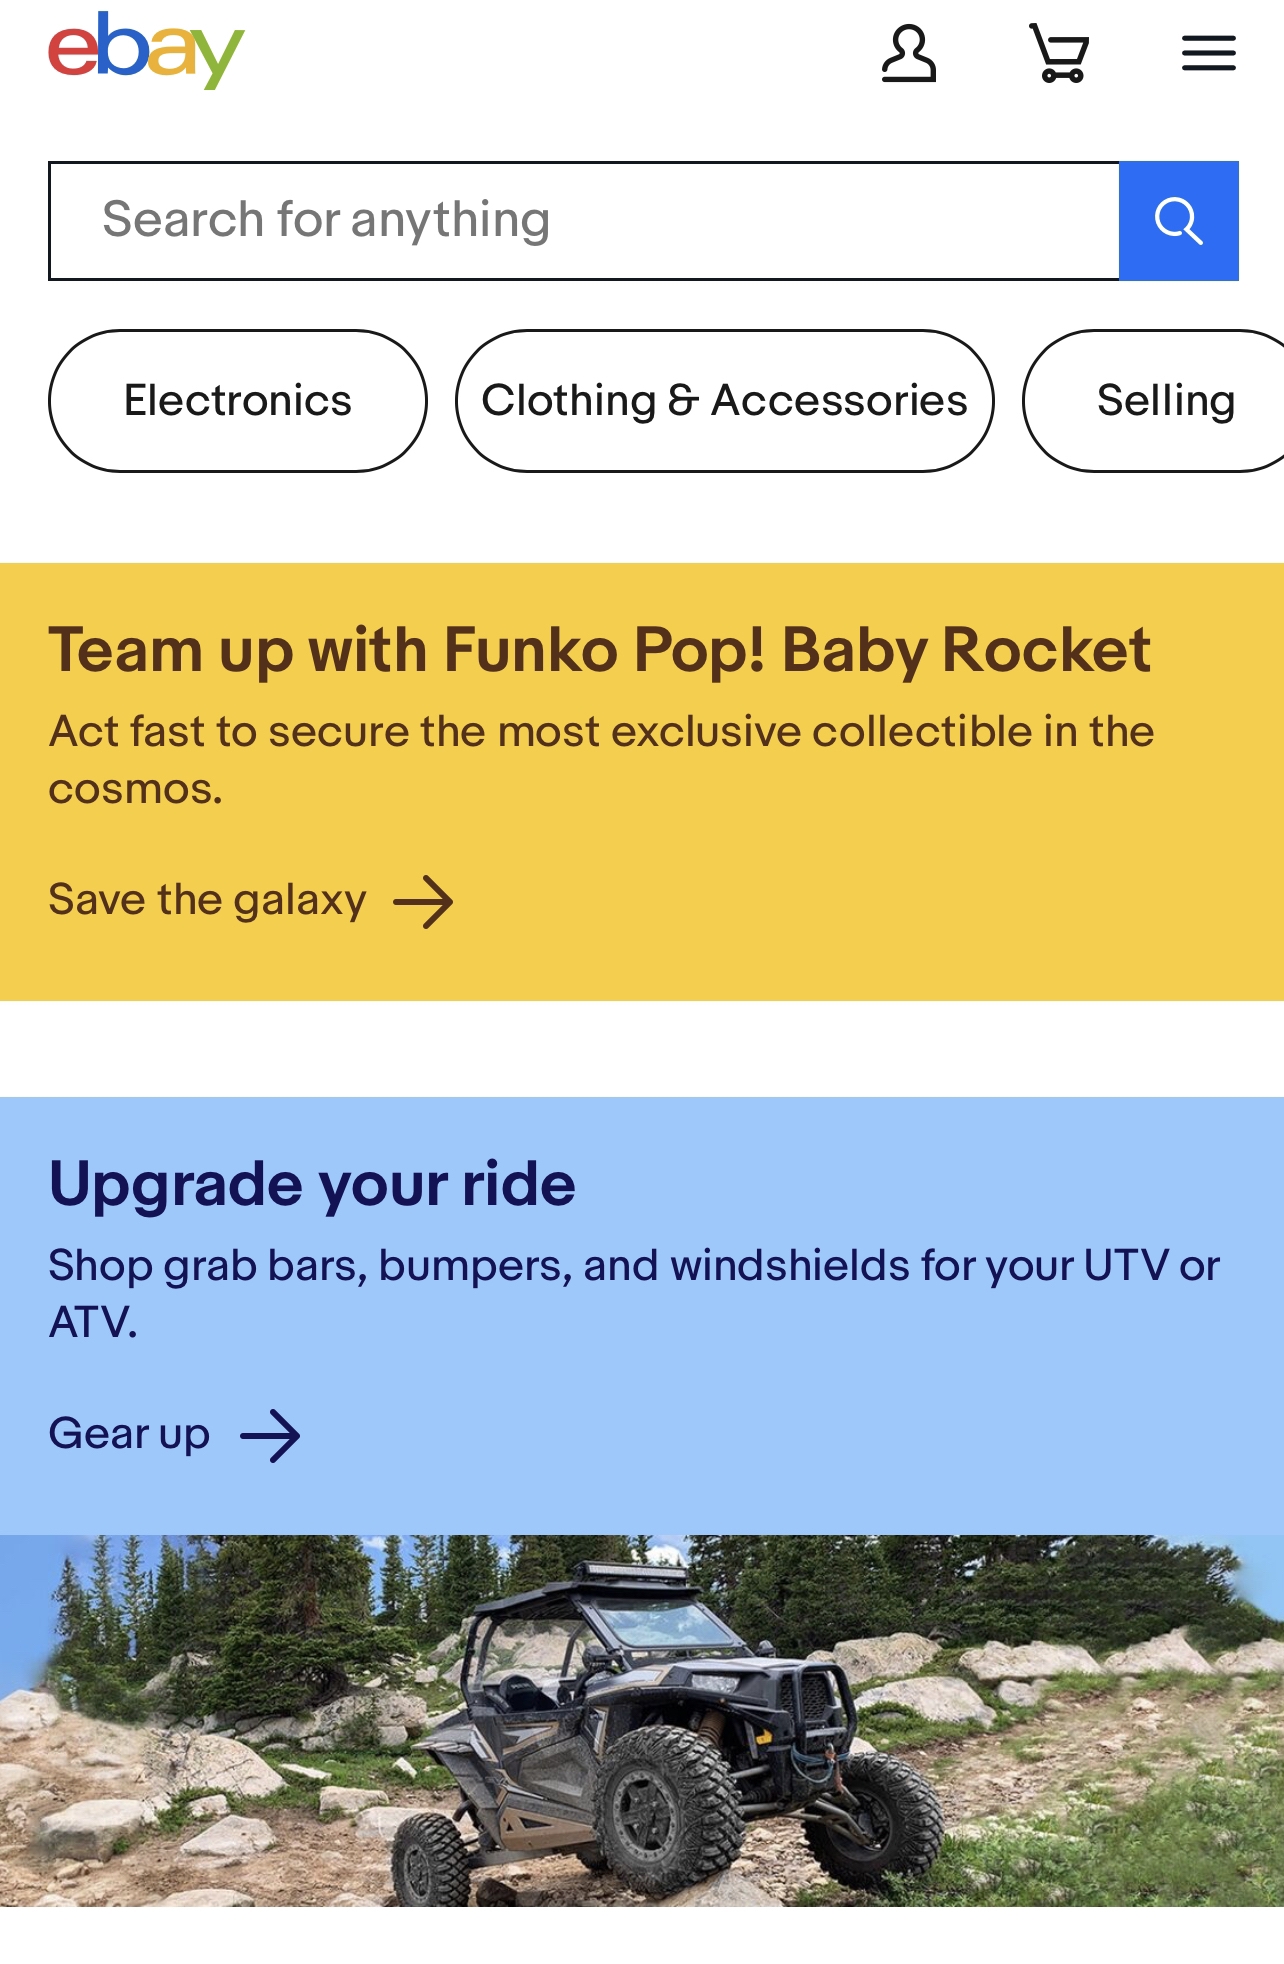 ebay
Search for anything
Electronics
Clothing & Accessories
Selling
Team up with Funko Pop! Baby Rocket
Act fast to secure the most exclusive collectible in the
cosmos.
Save the galaxy
Upgrade your ride
Shop grab bars, bumpers, and windshields for your UTV or
ATV.
Gear up